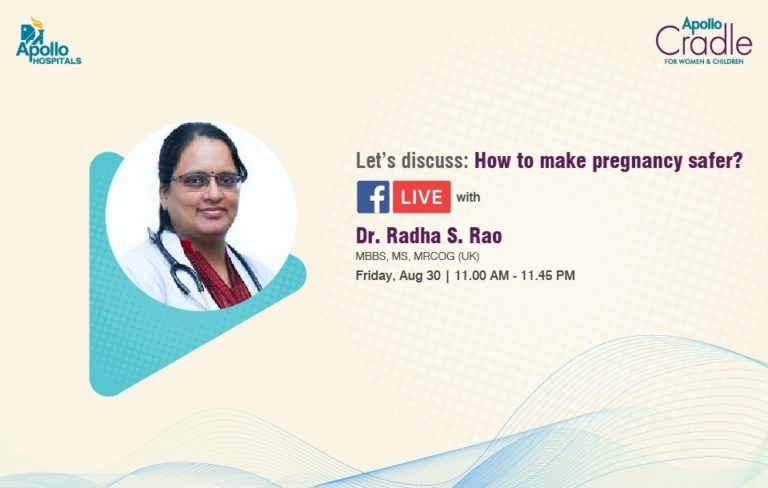 Apollo
HOSPITALS
Apollo
Cradle
FOR WOMEN & CHILDREN
Let's discuss: How to make pregnancy safer?
f LIVE with
Dr. Radha S. Rao
MBBS, MS, MRCOG (UK)
Friday, Aug 30 | 11.00 AM - 11.45 PM